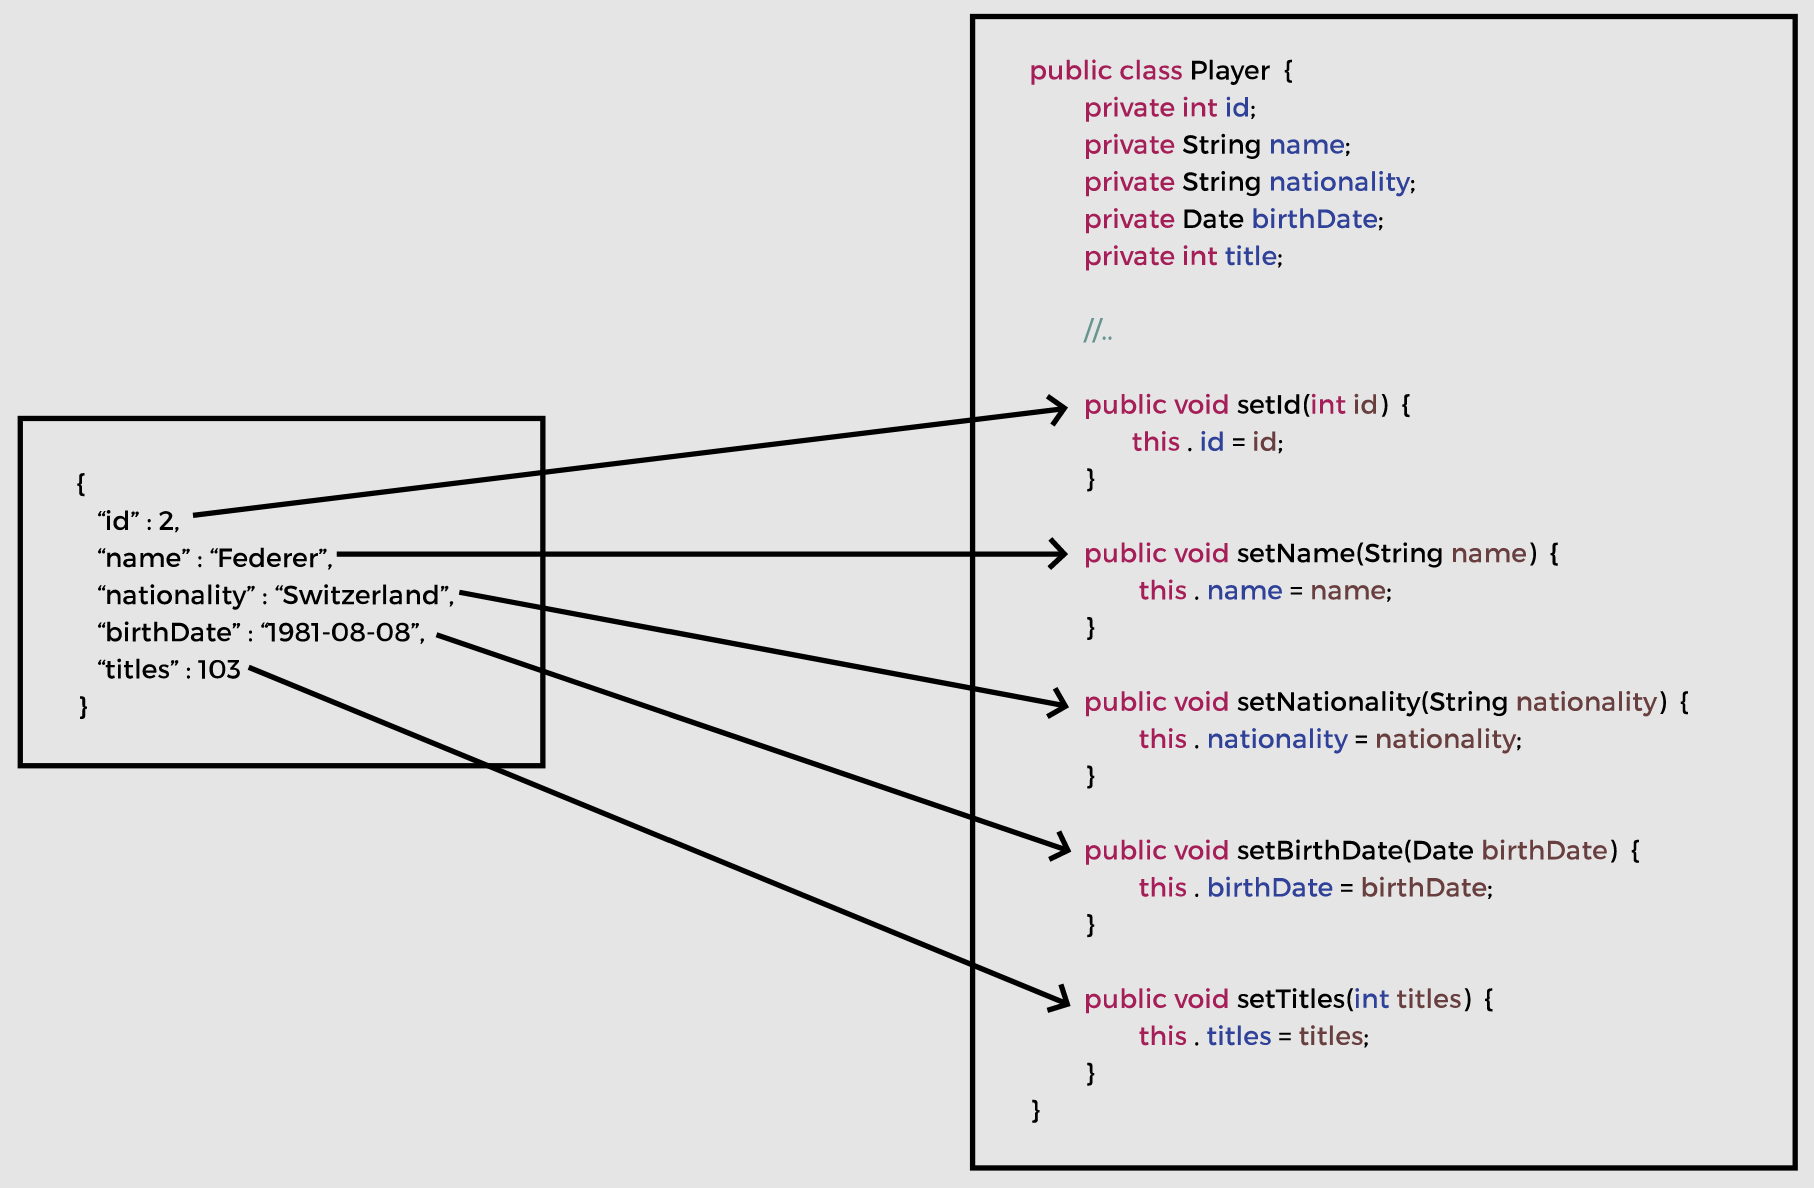 {
“id” : 2,
“name” : “Federer”,
“nationality” : “Switzerland”,
“birthDate” : “1981-08-08”,
“titles” : 103
}
public class Player {
private int id;
private String name;
private String nationality;
private Date birthDate;
private int title;
//..
public void setId(int id) {
this . id = id;
}
public void setName(String name) {
this . name = name;
}
public void setNationality(String nationality) {
this . nationality = nationality;
}
public void setBirthDate(Date birthDate) {
this . birthDate = birthDate;
}
public void setTitles(int titles) {
this . titles = titles;
}
}